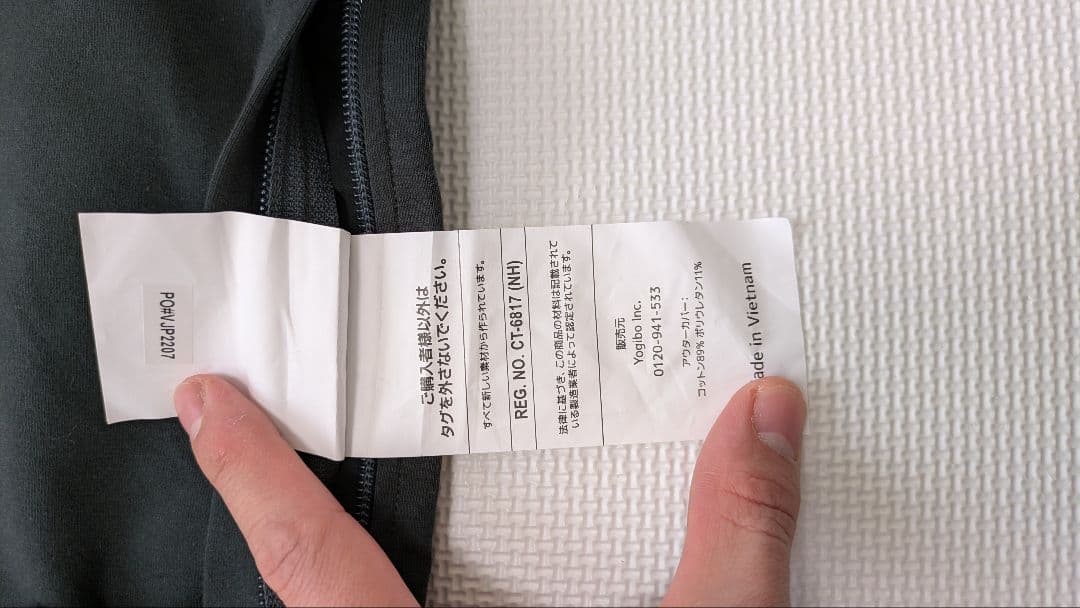 PO#VJP2207
ご購入者様以外は
タグを外さないでください。
すべて新しい素材から作られています。
REG. NO. CT-6817 (NH)
法律に基づき、この商品の材料は記載されて
いる製造業者によって認定されています。
販売元
Yogibo Inc.
0120-941-533
アウターカバー：
コットン89% ポリウレタン11%
ade in Vietnam